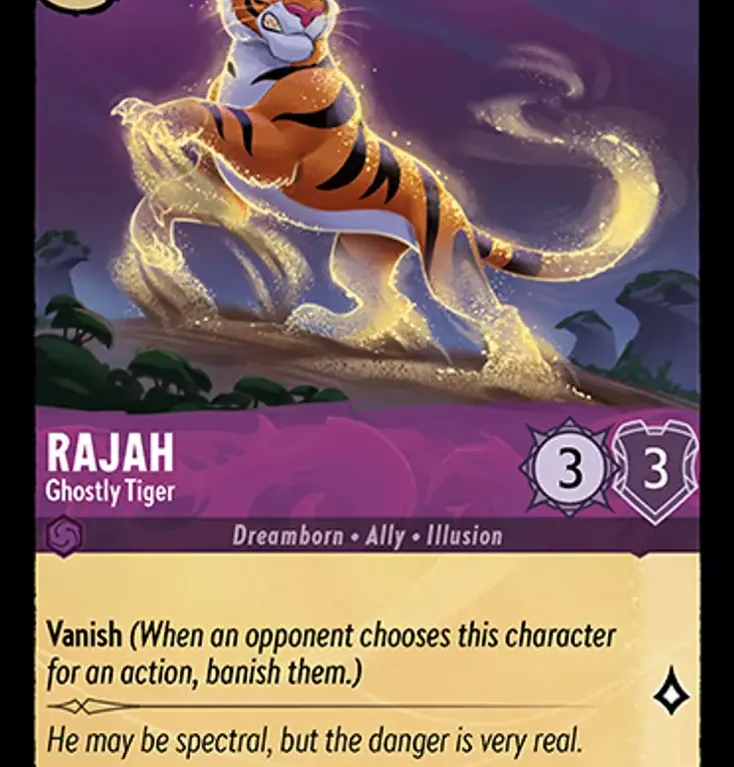 RAJAH
Ghostly Tiger
3 3
Dreamborn • Ally • Illusion
Vanish (When an opponent chooses this character
for an action, banish them.)
He may be spectral, but the danger is very real.